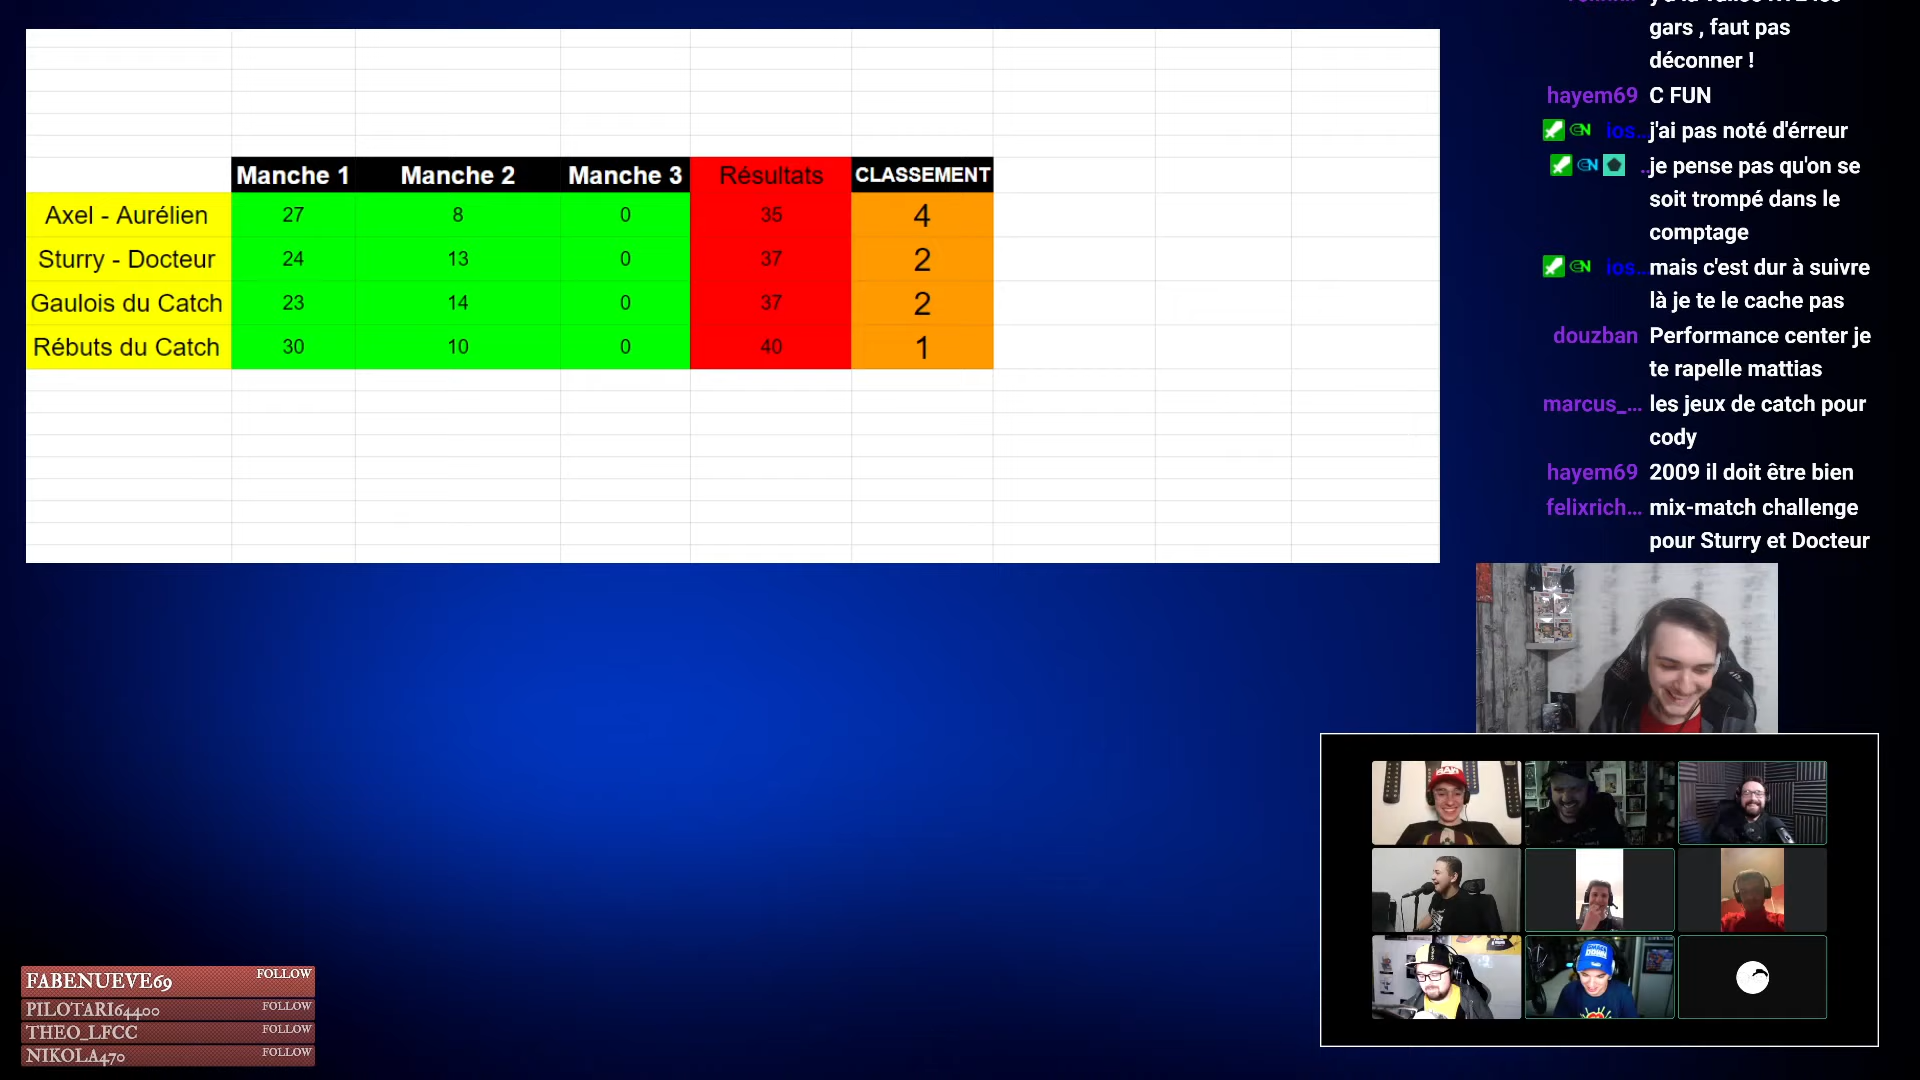 Manche 1 Manche 2 Manche 3 Résultats CLASSEMENT
Axel - Aurélien 27 8 0 35 4
Sturry - Docteur 24 13 0 37 2
Gaulois du Catch 23 14 0 37 2
Rébuts du Catch 30 10 0 40 1
gars , faut pas
déconner !
hayem69 C FUN
ios… j'ai pas noté d'érreur
.. je pense pas qu'on se
soit trompé dans le
comptage
ios… mais c'est dur à suivre
là je te le cache pas
douzban Performance center je
te rapelle mattias
marcus_… les jeux de catch pour
cody
hayem69 2009 il doit être bien
felixrich… mix-match challenge
pour Sturry et Docteur
FABENUEVE69 FOLLOW
PILOTARI64400 FOLLOW
THEO_LFCC FOLLOW
NIKOLA470 FOLLOW